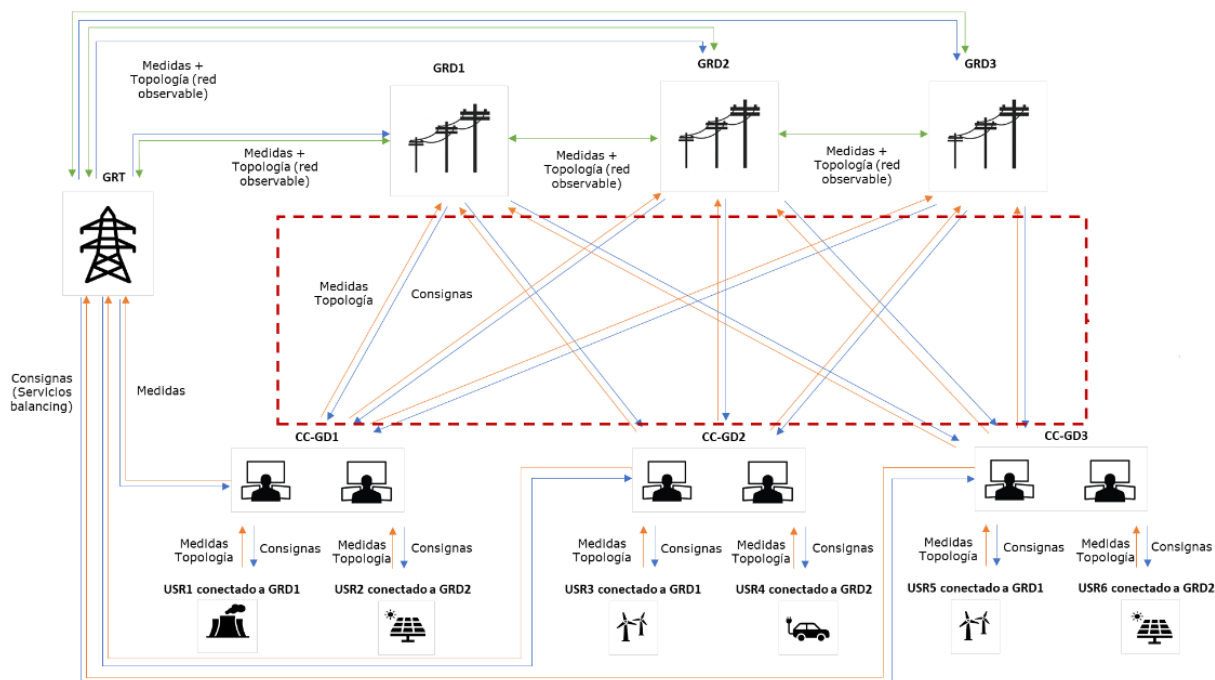 GRD1
GRD2
GRD3
Medidas +
Topología (red
observable)
Medidas +
Topología (red
observable)
Medidas +
Topología (red
observable)
Medidas +
Topología (red
observable)
GRT
Medidas
Topología
Consignas
Consignas
(Servicios
balancing)
Medidas
CC-GD1
CC-GD2
CC-GD3
Medidas
Topología
Consignas
Medidas
Topología
Consignas
Medidas
Topología
Consignas
Medidas
Topología
Consignas
Medidas
Topología
Consignas
Medidas
Topología
Consignas
USR1 conectado a GRD1
USR2 conectado a GRD2
USR3 conectado a GRD1
USR4 conectado a GRD2
USR5 conectado a GRD1
USR6 conectado a GRD2